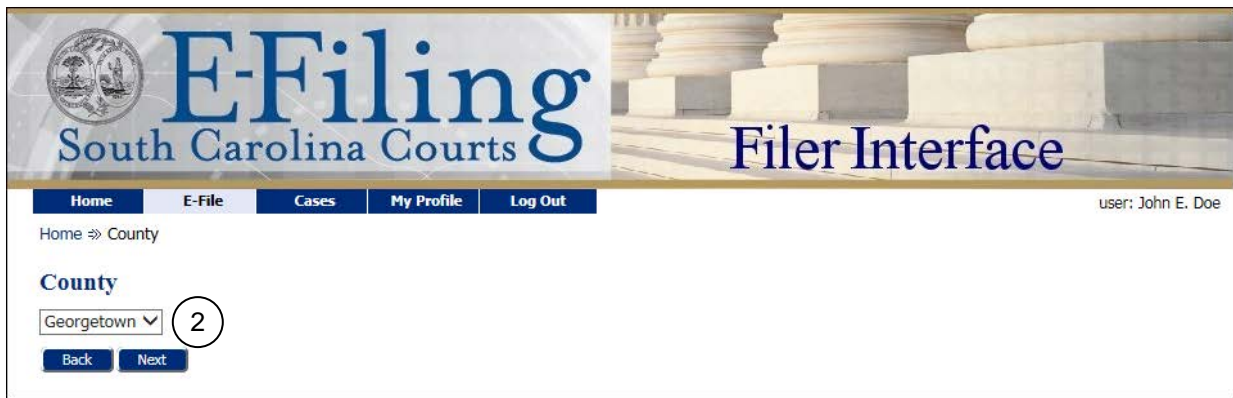 E-Filing
South Carolina Courts
Filer Interface
Home E-File Cases My Profile Log Out
user: John E. Doe
Home ⇒ County
County
Georgetown
2
Back Next